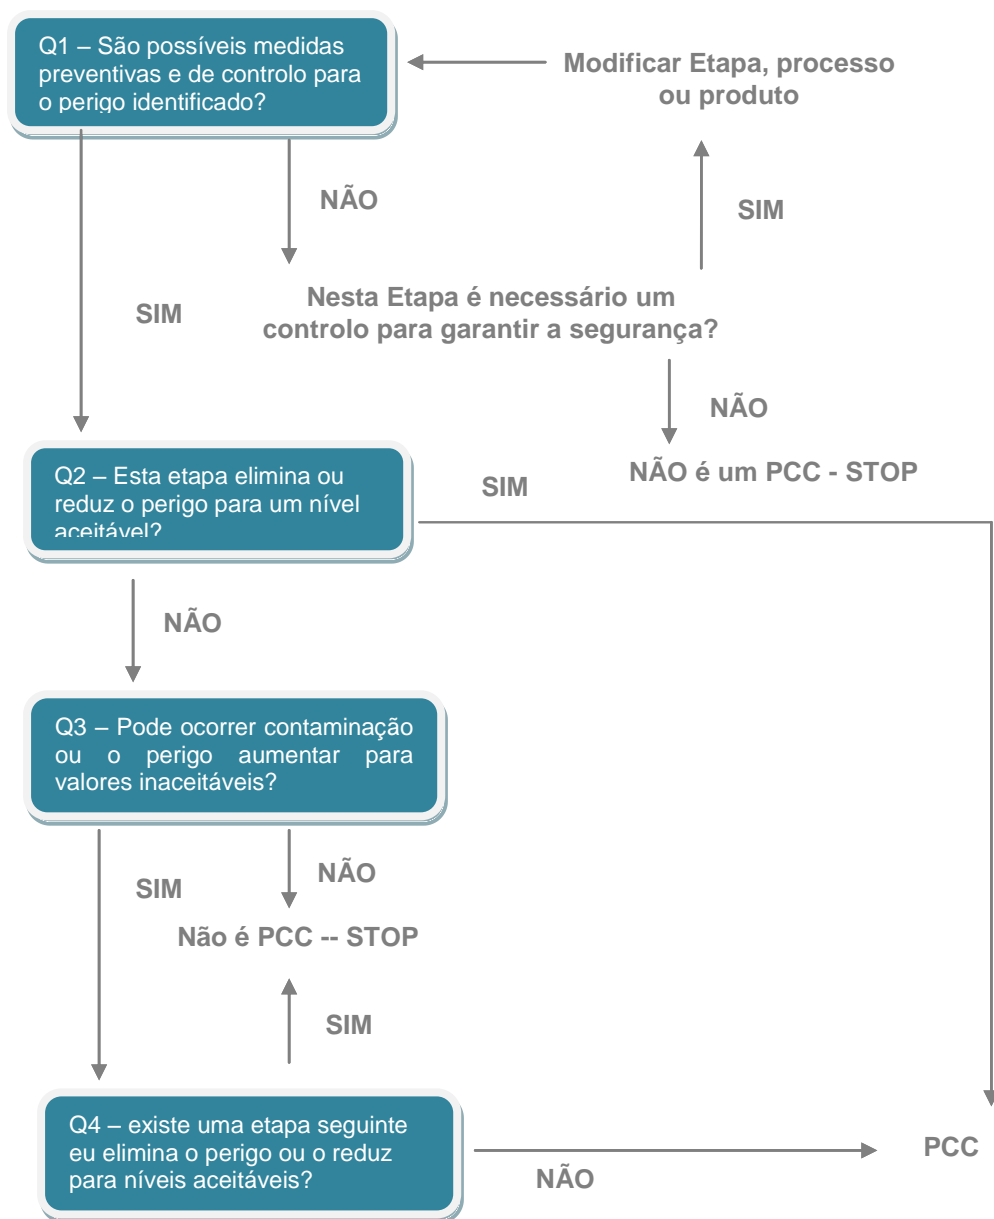 Q1 – São possíveis medidas
preventivas e de controlo para
o perigo identificado?
Modificar Etapa, processo
ou produto
NÃO
SIM
SIM
Nesta Etapa é necessário um
controlo para garantir a segurança?
NÃO
NÃO é um PCC - STOP
Q2 – Esta etapa elimina ou
reduz o perigo para um nível
aceitável?
SIM
NÃO
Q3 – Pode ocorrer contaminação
ou o perigo aumentar para
valores inaceitáveis?
SIM
NÃO
Não é PCC -- STOP
SIM
Q4 – existe uma etapa seguinte
eu elimina o perigo ou o reduz
para níveis aceitáveis?
NÃO
PCC